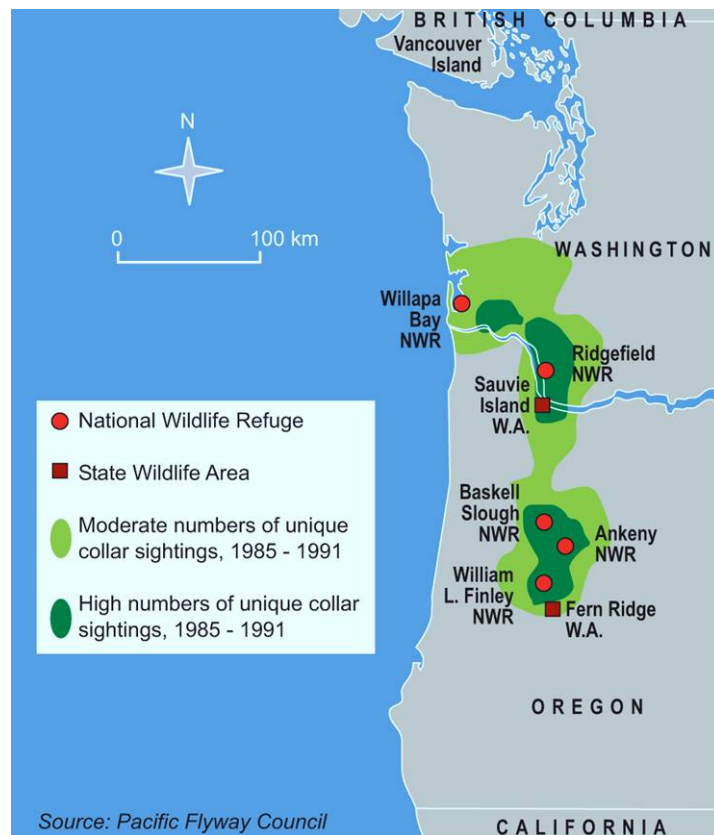 BRITISH COLUMBIA
Vancouver
Island
N
0 100 km
WASHINGTON
Willapa
Bay
NWR
Ridgefield
NWR
Sauvie
Island
W.A.
National Wildlife Refuge
State Wildlife Area
Moderate numbers of unique
collar sightings, 1985 - 1991
High numbers of unique collar
sightings, 1985 - 1991
Baskell
Slough
NWR
Ankeny
NWR
William
L. Finley
NWR
Fern Ridge
W.A.
OREGON
Source: Pacific Flyway Council
CALIFORNIA